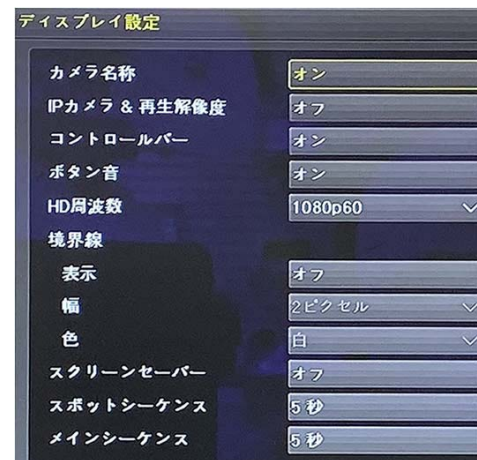 ディスプレイ設定
カメラ名称 オン
IPカメラ & 再生解像度 オフ
コントロールバー オン
ボタン音 オン
HD周波数 1080p60
境界線
表示 オフ
幅 2ピクセル
色 白
スクリーンセーバー オフ
スポットシーケンス 5 秒
メインシーケンス 5 秒